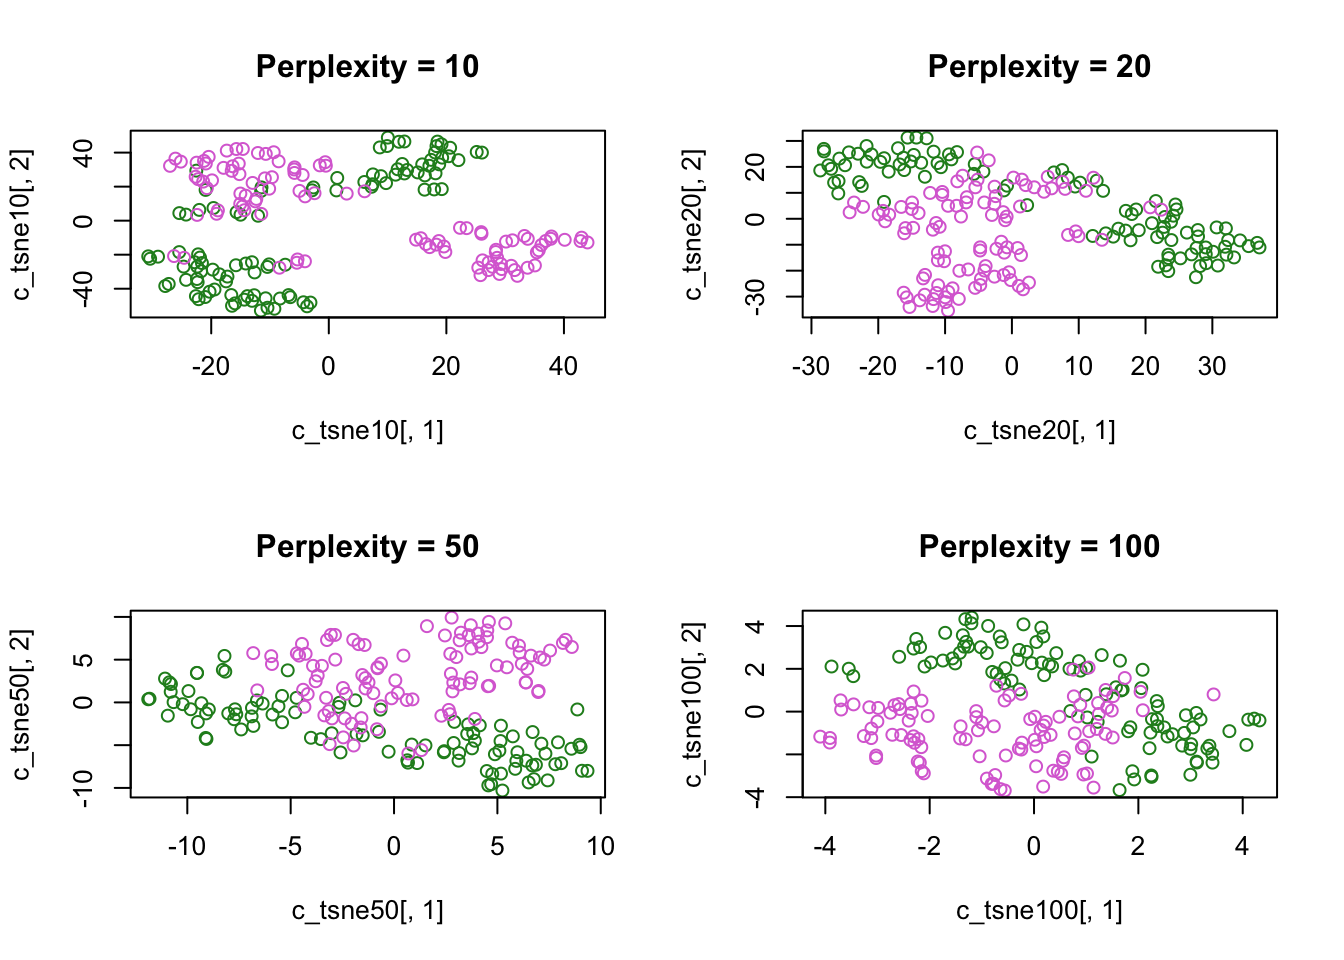 Perplexity = 10
c_tsne10[, 2]
40
0
-40
-20
0
20
40
c_tsne10[, 1]
Perplexity = 20
c_tsne20[, 2]
20
0
-30
-30
-20
-10
0
10
20
30
c_tsne20[, 1]
Perplexity = 50
c_tsne50[, 2]
5
0
-10
-10
-5
0
5
10
c_tsne50[, 1]
Perplexity = 100
c_tsne100[, 2]
4
2
0
-4
-4
-2
0
2
4
c_tsne100[, 1]